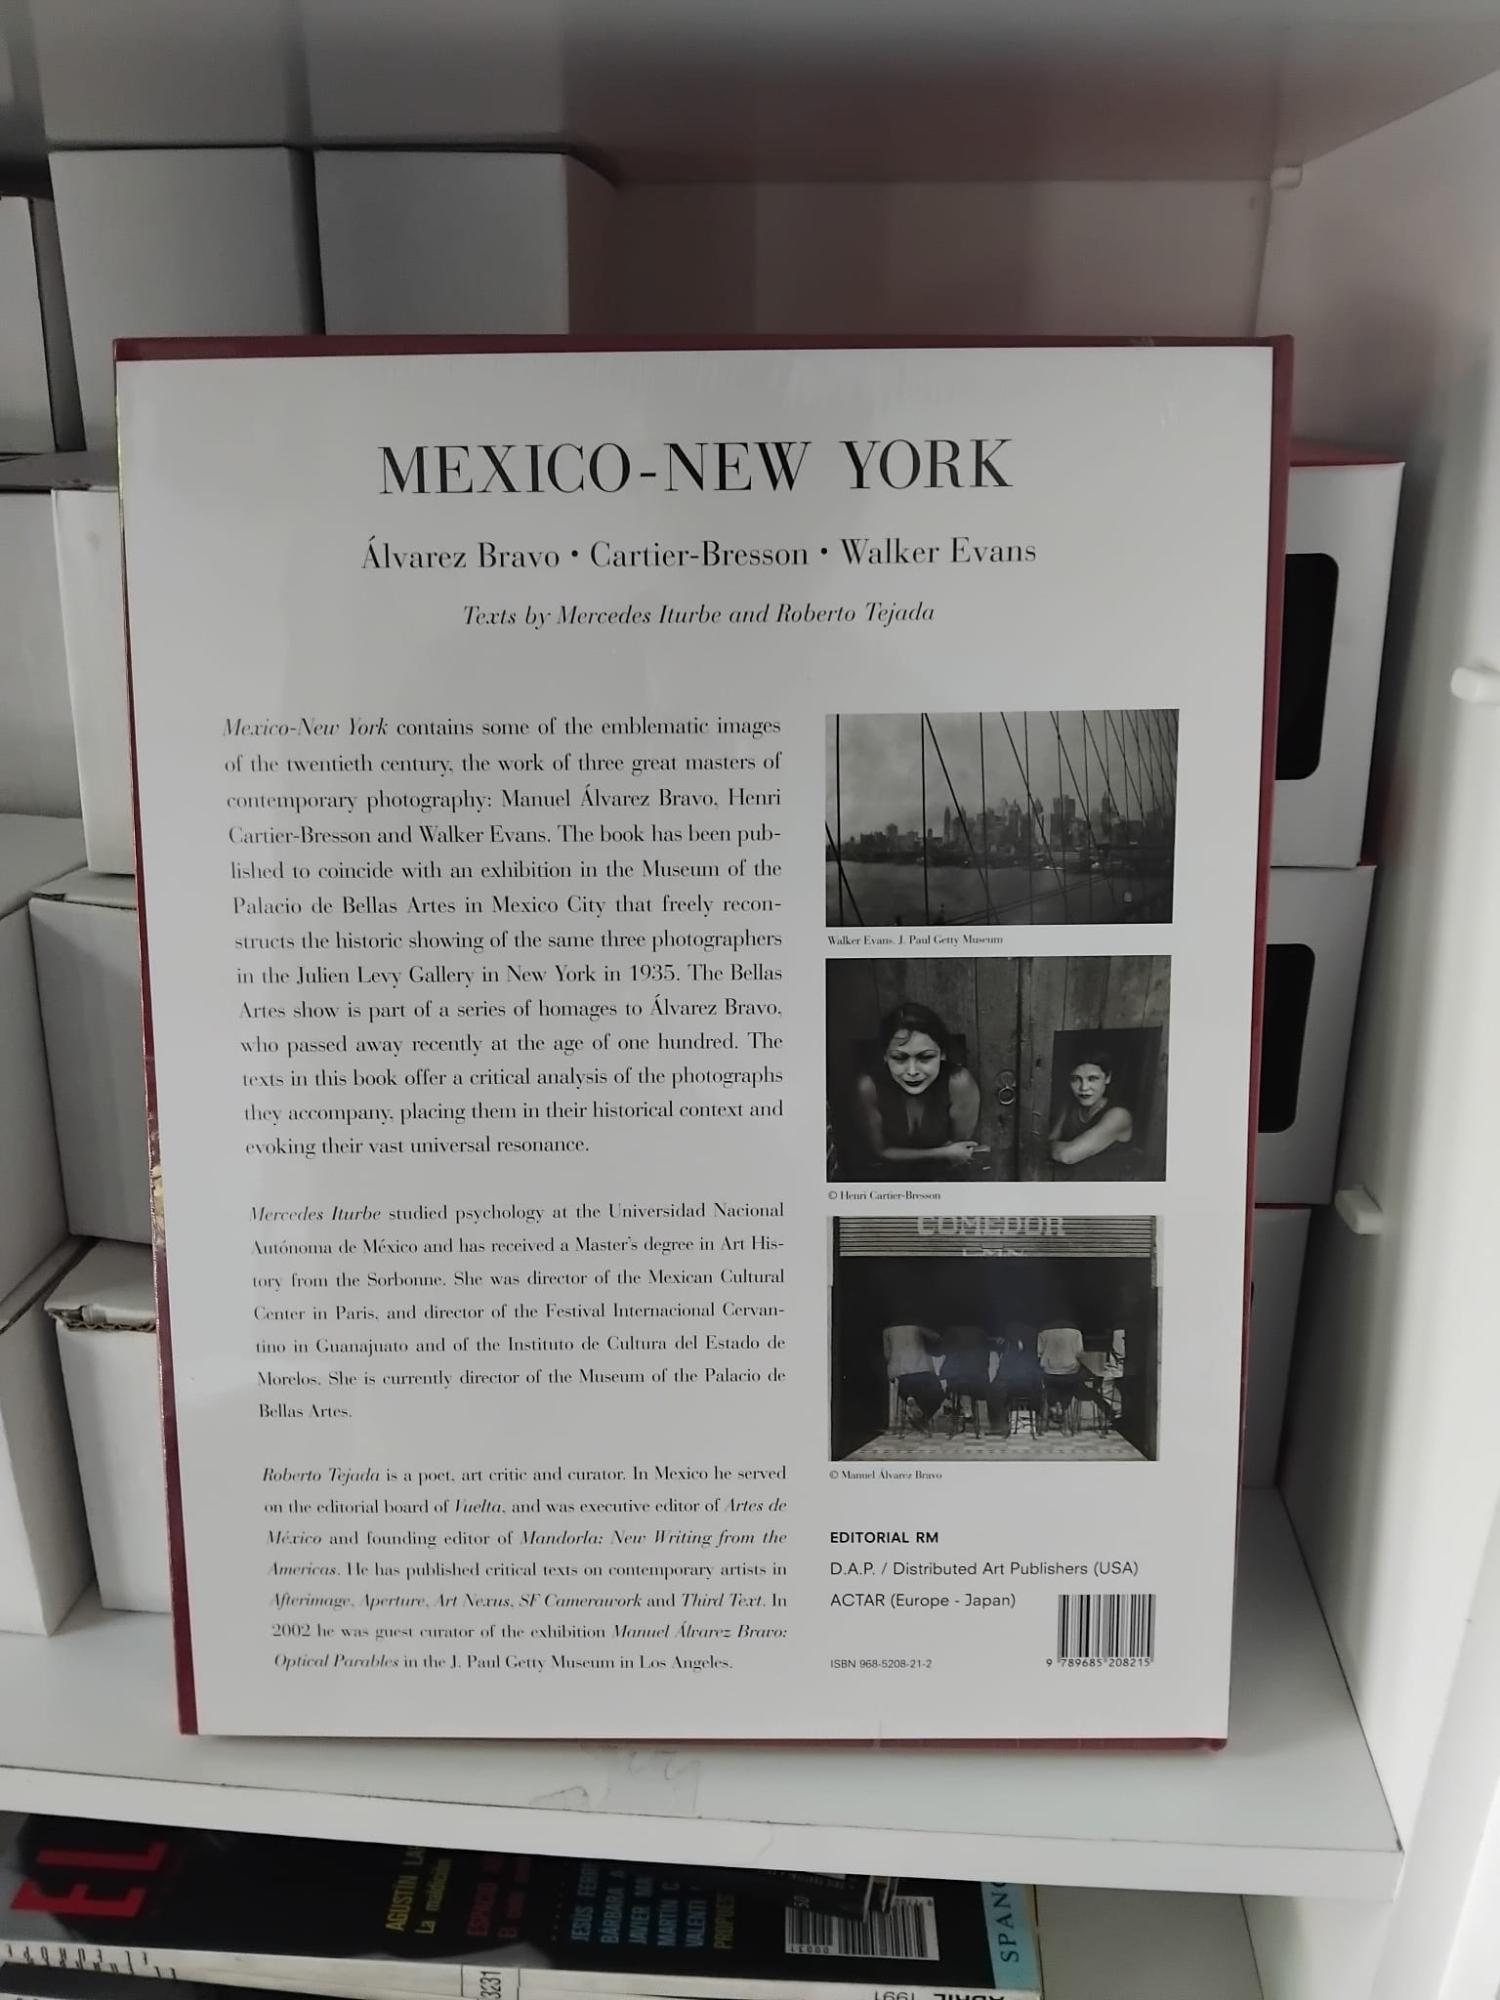 MEXICO-NEW YORK
Álvarez Bravo • Cartier-Bresson • Walker Evans
Texts by Mercedes Iturbe and Roberto Tejada
Mexico-New York contains some of the emblematic images
of the twentieth century, the work of three great masters of
contemporary photography: Manuel Álvarez Bravo, Henri
Cartier-Bresson and Walker Evans. The book has been pub-
lished to coincide with an exhibition in the Museum of the
Palacio de Bellas Artes in Mexico City that freely recon-
structs the historic showing of the same three photographers
in the Julien Levy Gallery in New York in 1935. The Bellas
Artes show is part of a series of homages to Álvarez Bravo,
who passed away recently at the age of one hundred. The
texts in this book offer a critical analysis of the photographs
they accompany, placing them in their historical context and
evoking their vast universal resonance.
Mercedes Iturbe studied psychology at the Universidad Nacional
Autónoma de México and has received a Master's degree in Art His-
tory from the Sorbonne. She was director of the Mexican Cultural
Center in Paris, and director of the Festival Internacional Cervan-
tino in Guanajuato and of the Instituto de Cultura del Estado de
Morelos. She is currently director of the Museum of the Palacio de
Bellas Artes.
Roberto Tejada is a poet, art critic and curator. In Mexico he served
on the editorial board of Vuelta, and was executive editor of Artes de
México and founding editor of Mandorla: New Writing from the
Americas. He has published critical texts on contemporary artists in
Afterimage, Aperture, Art Nexus, SF Camerawork and Third Text. In
2002 he was guest curator of the exhibition Manuel Álvarez Bravo:
Optical Parables in the J. Paul Getty Museum in Los Angeles.
Walker Evans. J. Paul Getty Museum
© Henri Cartier-Bresson
COMEDOR
© Manuel Álvarez Bravo
EDITORIAL RM
D.A.P. / Distributed Art Publishers (USA)
ACTAR (Europe - Japan)
ISBN 968-5208-21-2
9 789685 208215
EL
AGUSTÍN
La maldición
ESPACIO
El
JESUS
BARBARA
JAVIER
MARTÍN
VALENTÍ
PROPUES
00031
SPAN
3231
ABRIL 1991